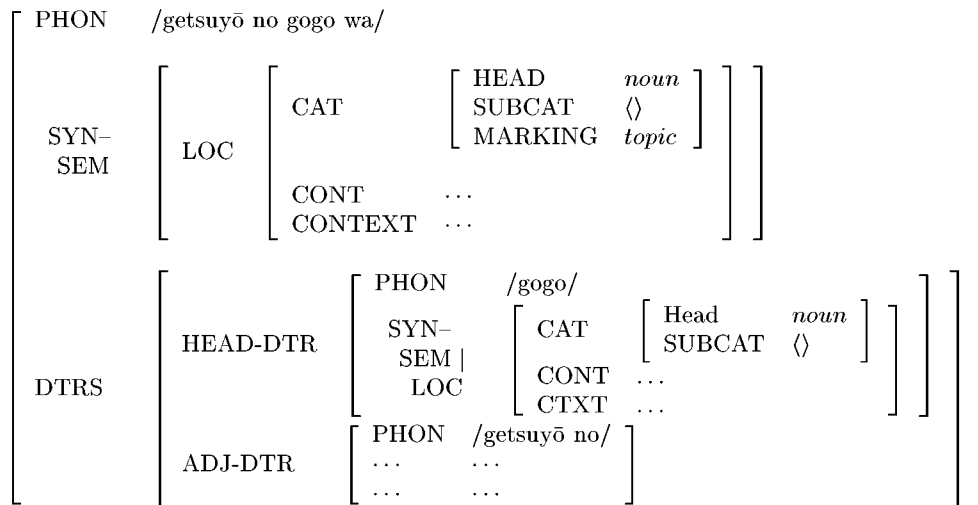 PHON /getsuyō no gogo wa/
HEAD noun
CAT SUBCAT ⟨⟩
MARKING topic
SYN–
SEM
LOC
CONT ···
CONTEXT ···
PHON /gogo/
SYN–
SEM |
LOC
CAT
Head noun
SUBCAT ⟨⟩
HEAD-DTR
CONT ...
CTXT ...
DTRS
PHON /getsuyō no/
ADJ-DTR ... ...
... ...